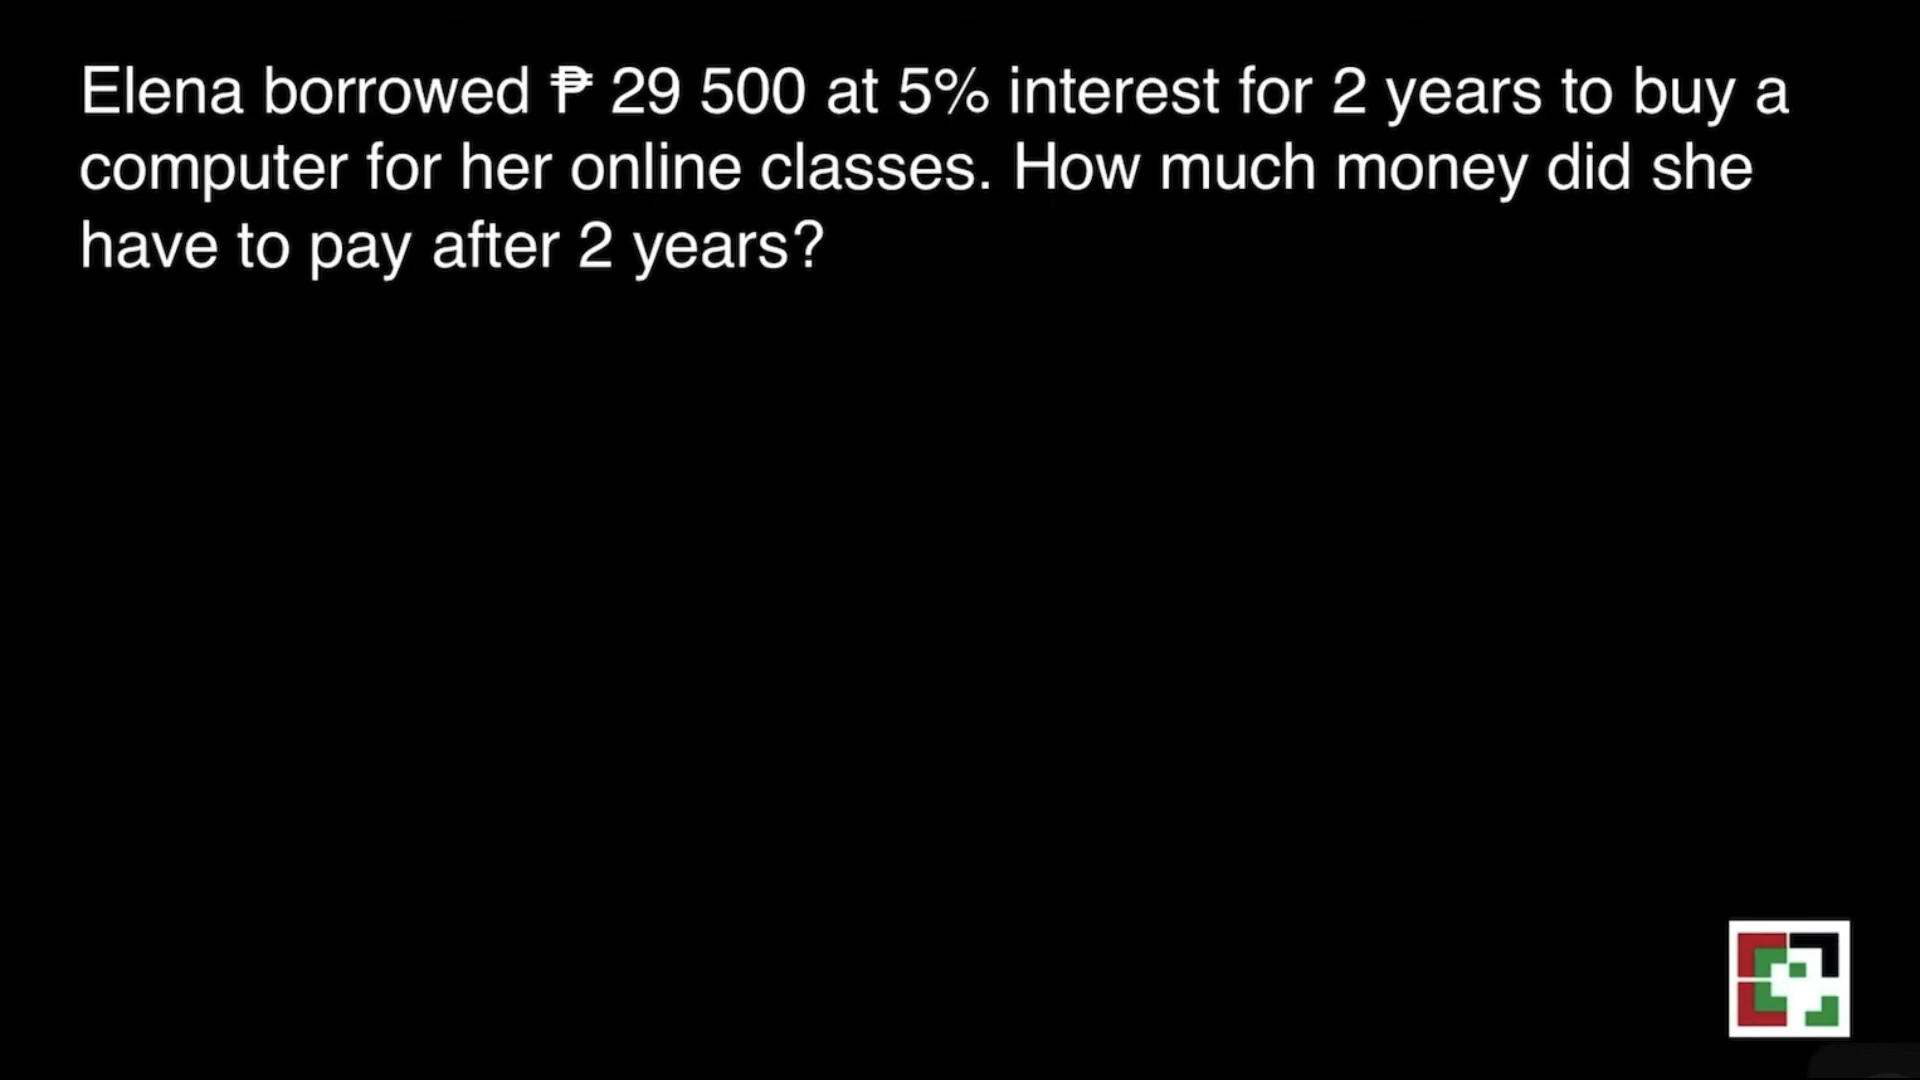 Elena borrowed ₱ 29 500 at 5% interest for 2 years to buy a
computer for her online classes. How much money did she
have to pay after 2 years?